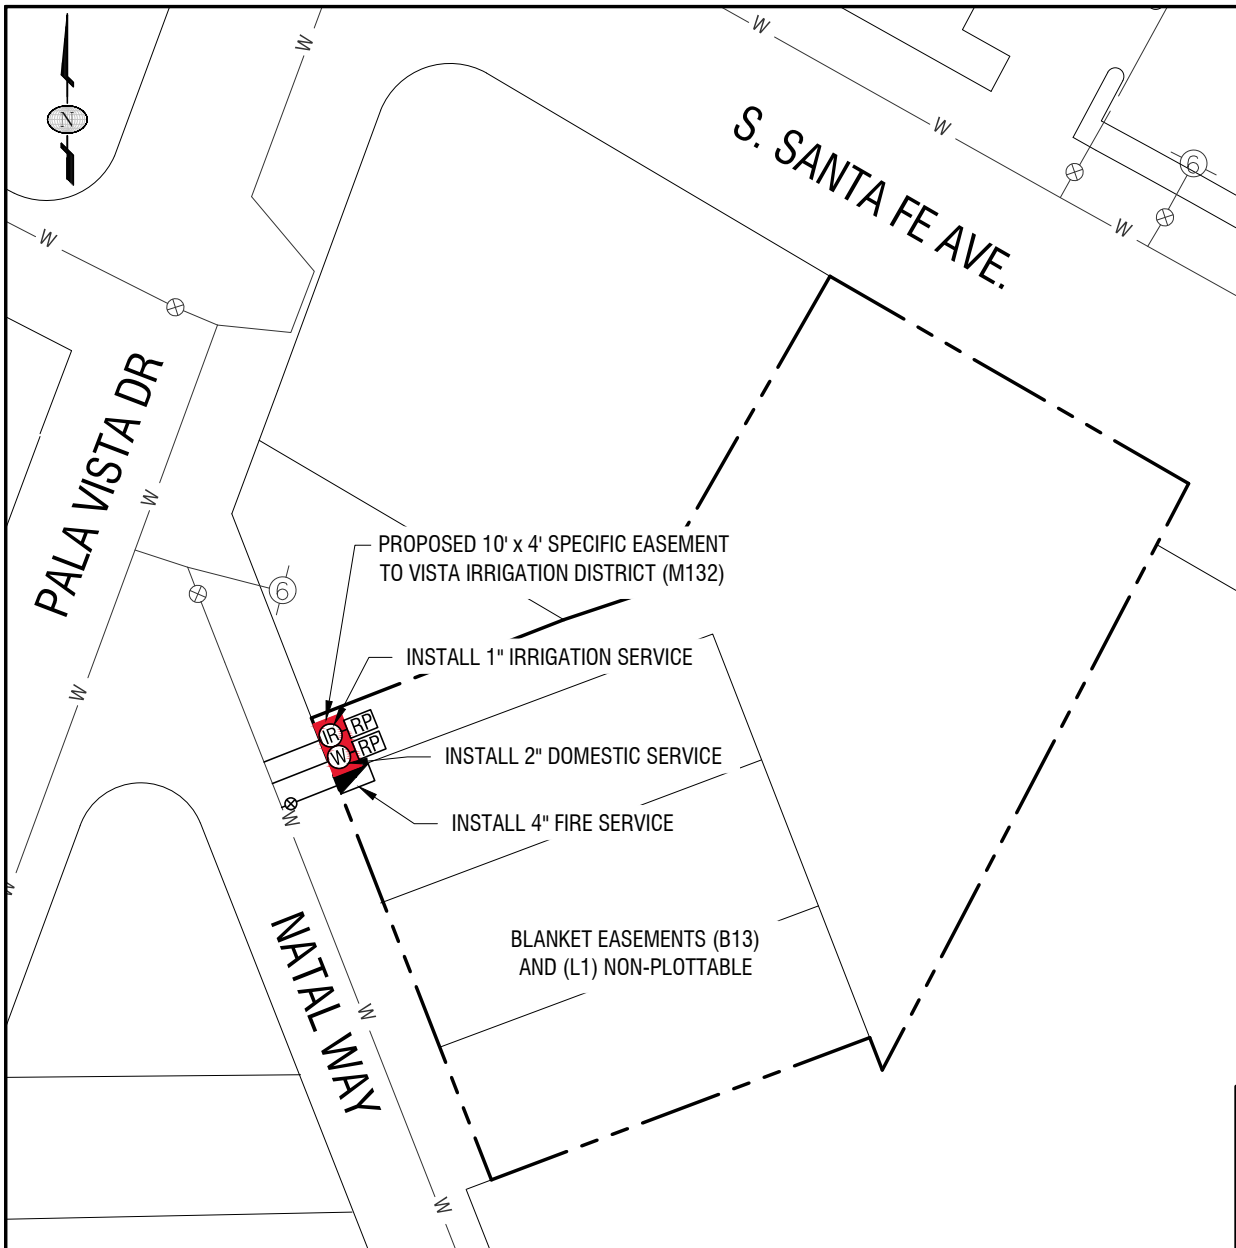 N
W
W
W
W
W
6
S. SANTA FE AVE.
W
PALA VISTA DR
W
PROPOSED 10' x 4' SPECIFIC EASEMENT
TO VISTA IRRIGATION DISTRICT (M132)
6
INSTALL 1" IRRIGATION SERVICE
W
IR
RP
W
RP
INSTALL 2" DOMESTIC SERVICE
W
INSTALL 4" FIRE SERVICE
W
BLANKET EASEMENTS (B13)
AND (L1) NON-PLOTTABLE
NATAL WAY
W
W